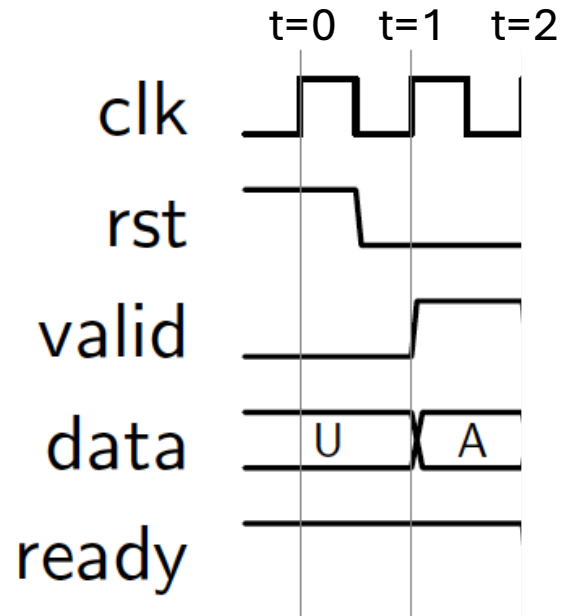 t=0 t=1 t=2
clk
rst
valid
data U A
ready